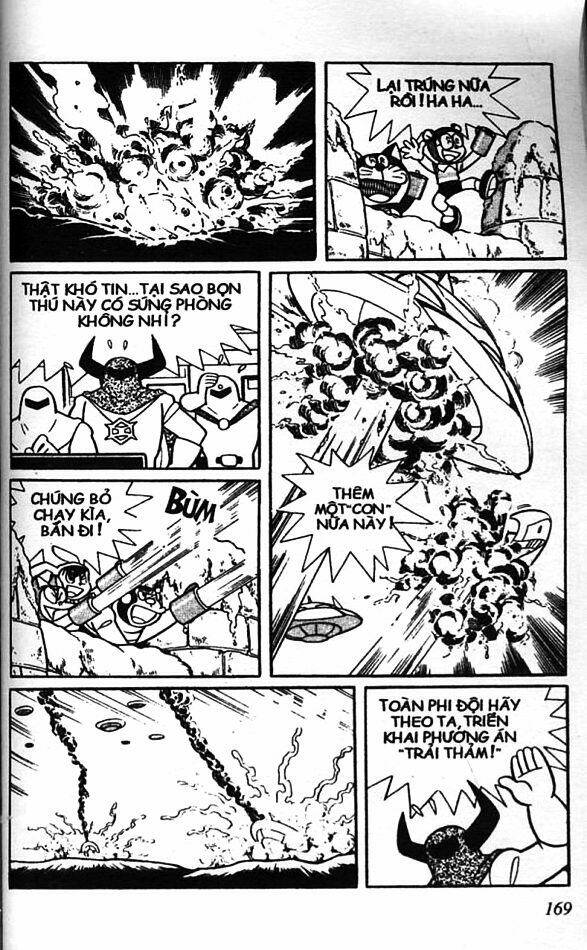 LẠI TRÚNG NỮA
RỒI! HA HA...
THẬT KHÓ TIN...TẠI SAO BỌN
THÚ NÀY CÓ SÚNG PHÒNG
KHÔNG NHỈ?
THÊM
MỘT "CON"
NỮA NÀY!
CHÚNG BỎ
CHẠY KÌA,
BẮN ĐI!
BÙM
TOÀN PHI ĐỘI HÃY
THEO TA, TRIỂN
KHAI PHƯƠNG ÁN
"TRẢI THẢM!"
169